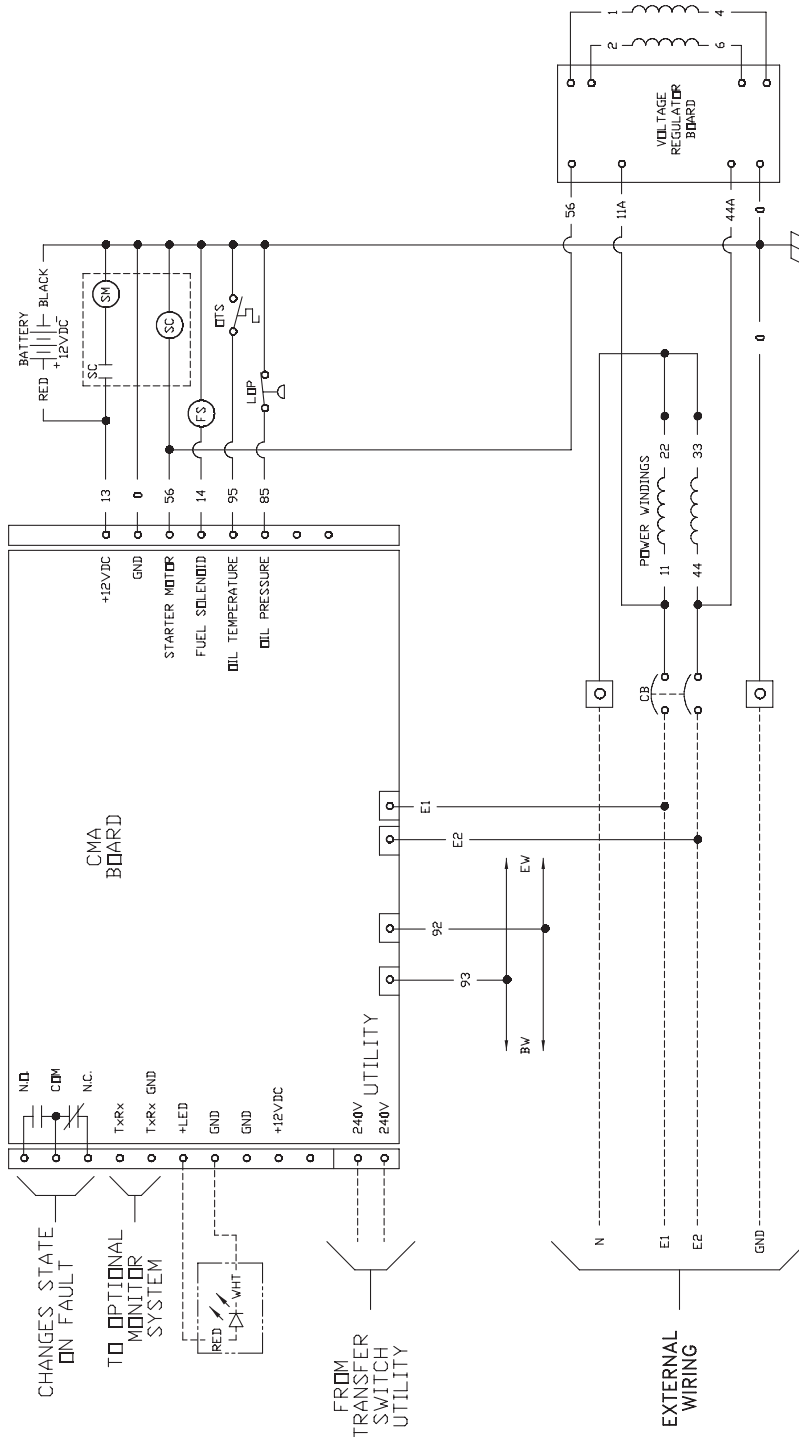 CHANGES STATE
ON FAULT
TO OPTIONAL
MONITOR
SYSTEM
RED
WHT
FROM
TRANSFER
SWITCH
UTILITY
EXTERNAL
WIRING
N.O.
COM
N.C.
TxRx
TxRx GND
+LED
GND
GND
+12VDC
240V
240V
UTILITY
CMA
BOARD
93
92
E2
E1
BW
EW
N
E1
E2
GND
+12VDC
GND
STARTER MOTOR
FUEL SOLENOID
OIL TEMPERATURE
OIL PRESSURE
13
0
56
14
95
85
BATTERY
+ 12VDC -
RED
BLACK
SC
SM
SC
FS
OTS
LOP
CB
POWER WINDINGS
11
22
44
33
0
56
11A
44A
0
VOLTAGE
REGULATOR
BOARD
1
4
2
6